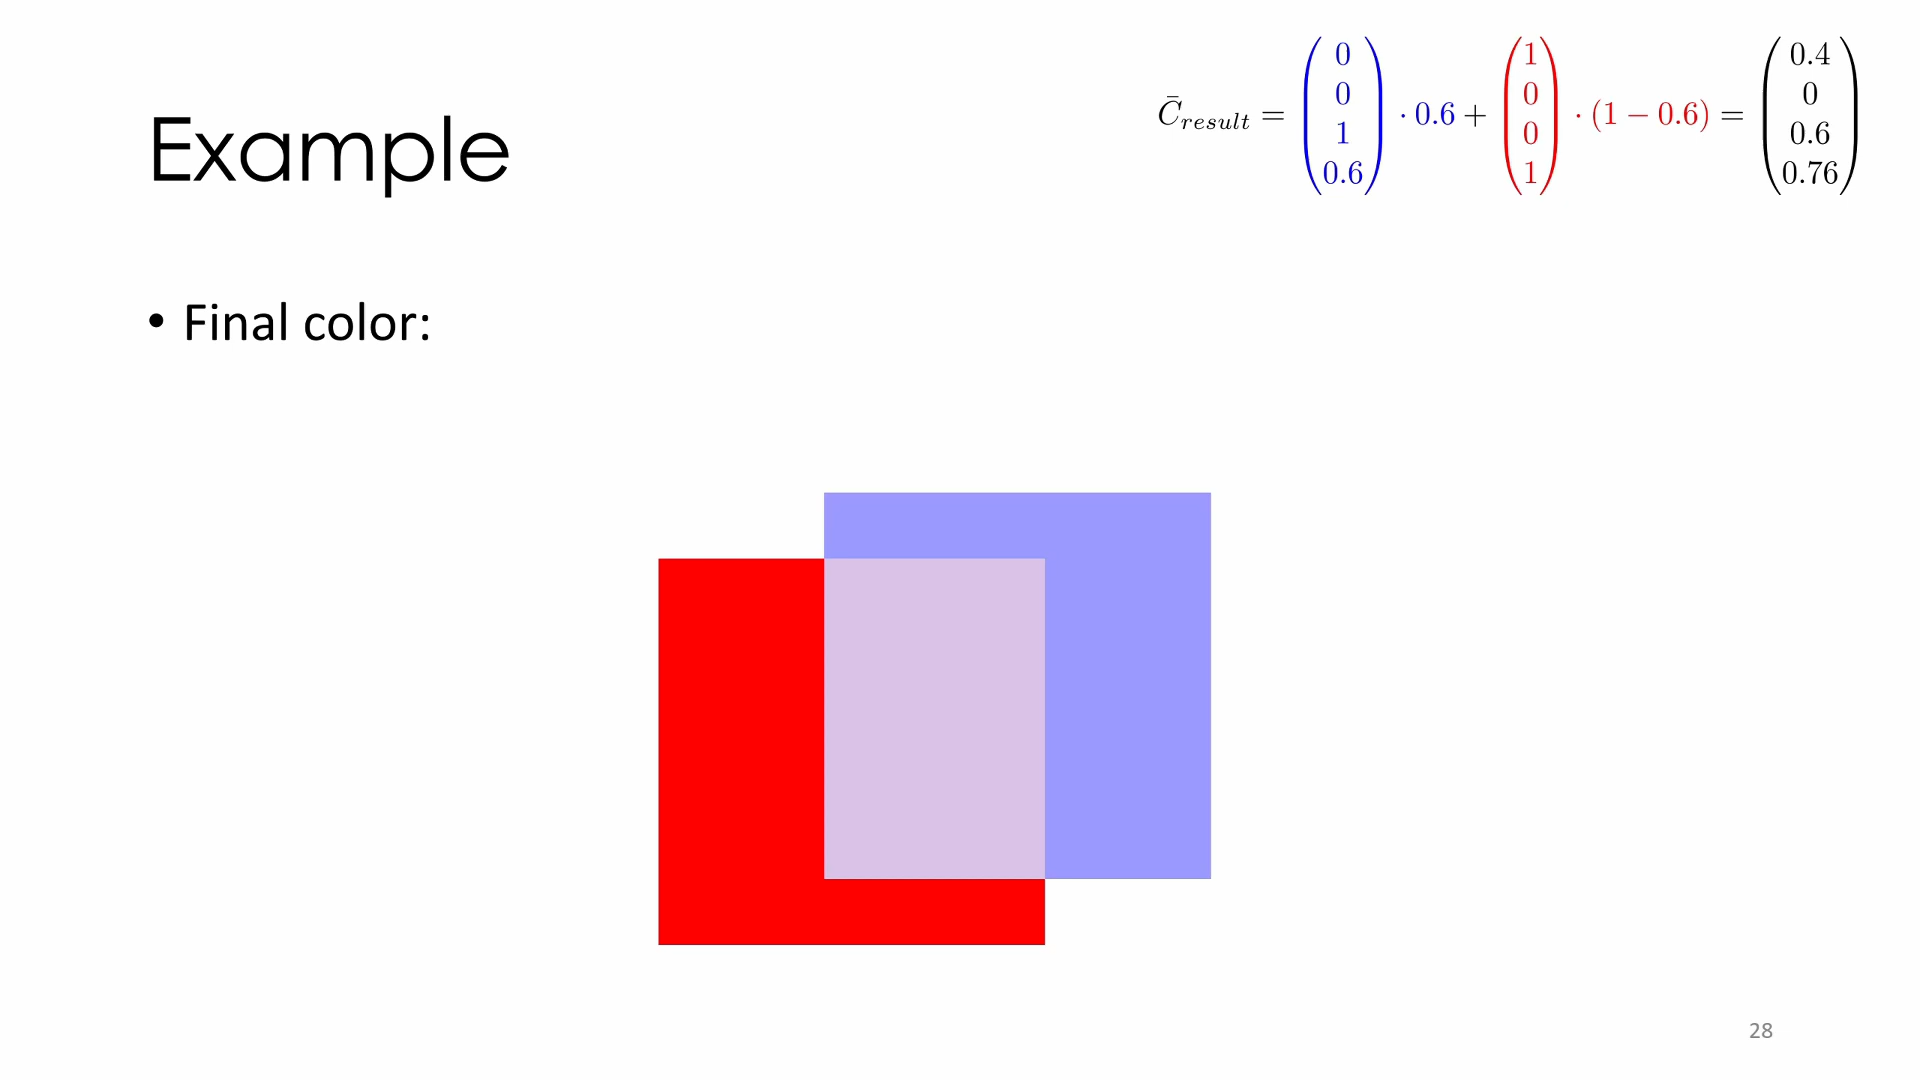 Example
C̄_result = (0 0 1 0.6) · 0.6 + (1 0 0 1) · (1 − 0.6) = (0.4 0 0.6 0.76)
• Final color:
28